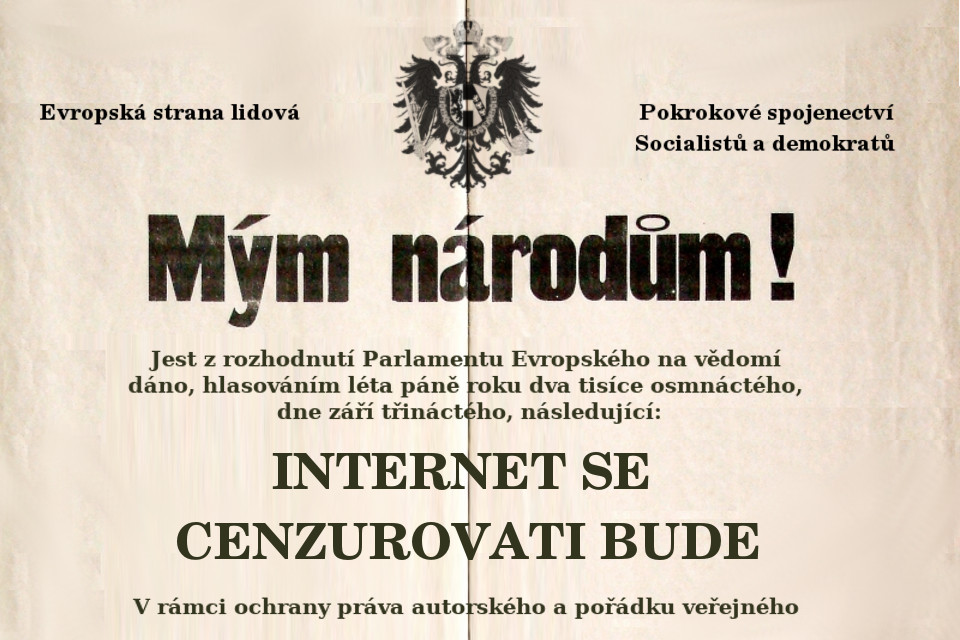 Evropská strana lidová
Pokrokové spojenectví
Socialistů a demokratů
Mým národům!
Jest z rozhodnutí Parlamentu Evropského na vědomí
dáno, hlasováním léta páně roku dva tisíce osmnáctého,
dne září třináctého, následující:
INTERNET SE
CENZUROVATI BUDE
V rámci ochrany práva autorského a pořádku veřejného